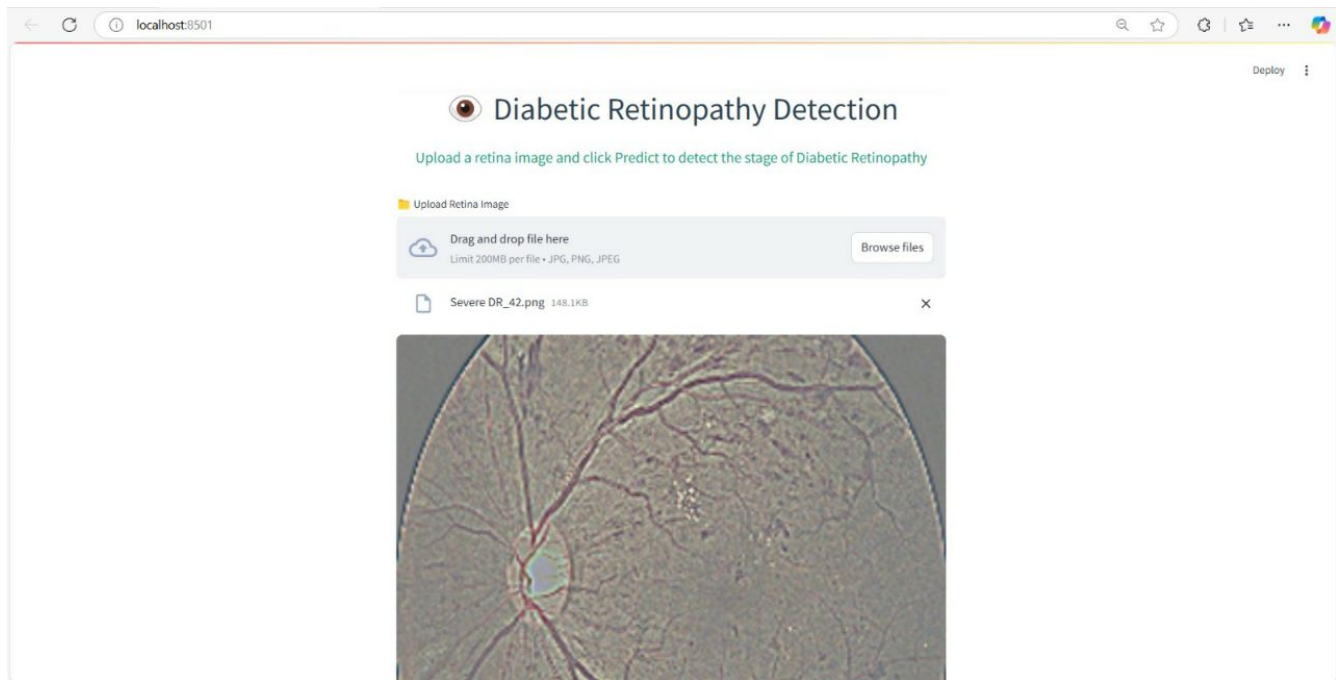 localhost:8501
Deploy
Diabetic Retinopathy Detection
Upload a retina image and click Predict to detect the stage of Diabetic Retinopathy
Upload Retina Image
Drag and drop file here
Limit 200MB per file • JPG, PNG, JPEG
Browse files
Severe DR_42.png 148.1KB